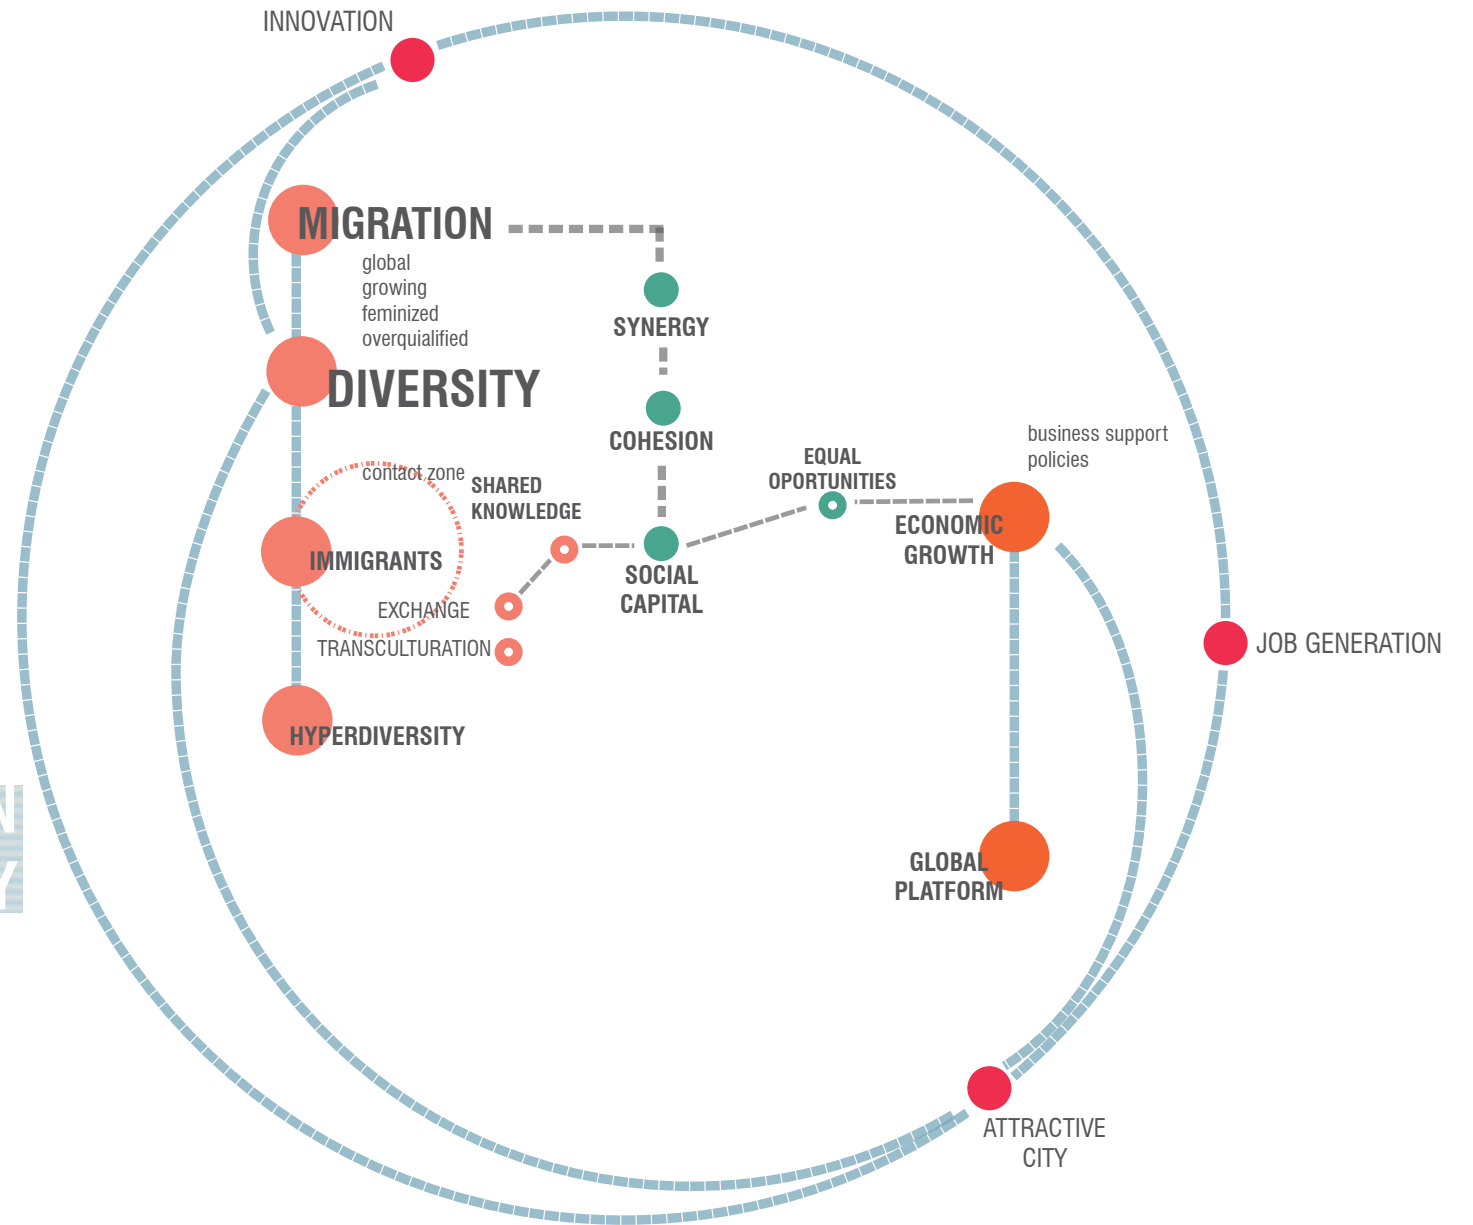 INNOVATION
MIGRATION
global
growing
feminized
overquialified
SYNERGY
DIVERSITY
COHESION
contact zone
SHARED
KNOWLEDGE
EQUAL
OPORTUNITIES
business support
policies
ECONOMIC
GROWTH
IMMIGRANTS
SOCIAL
CAPITAL
EXCHANGE
TRANSCULTURATION
JOB GENERATION
HYPERDIVERSITY
N
Y
GLOBAL
PLATFORM
ATTRACTIVE
CITY